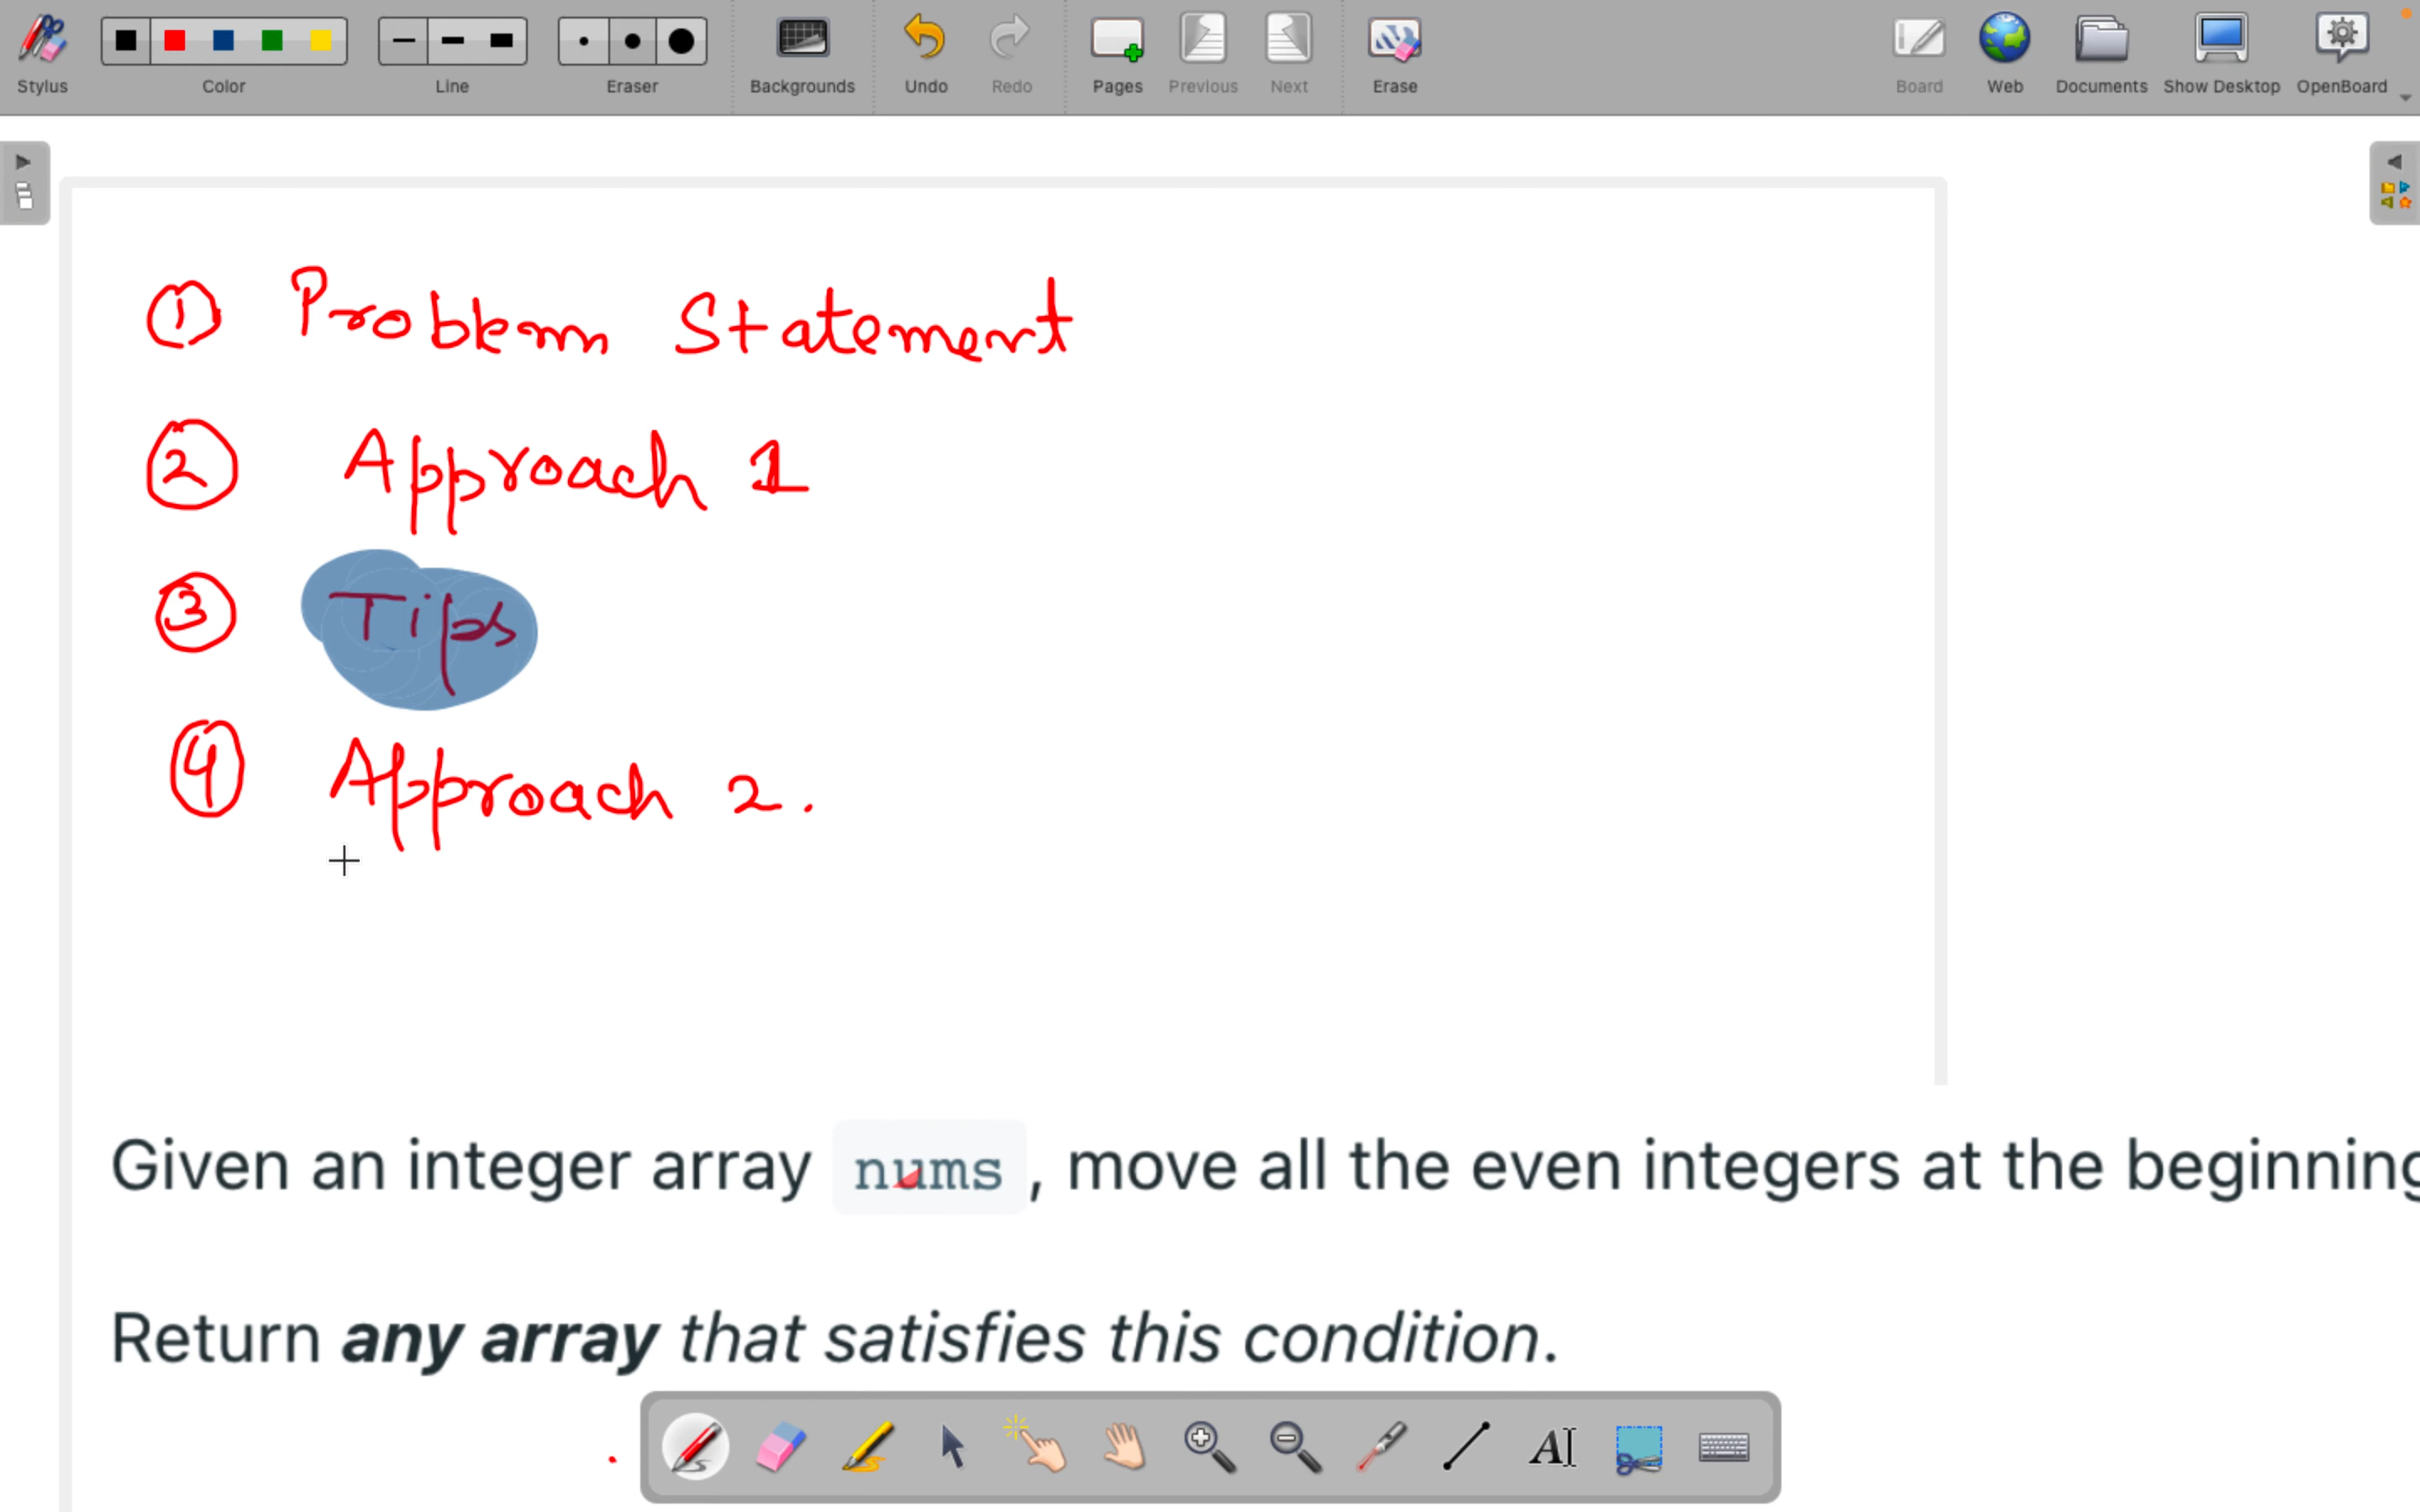 Stylus Color Line Eraser Backgrounds Undo Redo Pages Previous Next Erase Board Web Documents Show Desktop OpenBoard
① Problem Statement
② Approach 1
③ Tips
④ Approach 2.
Given an integer array nums, move all the even integers at the beginning
Return any array that satisfies this condition.
AI